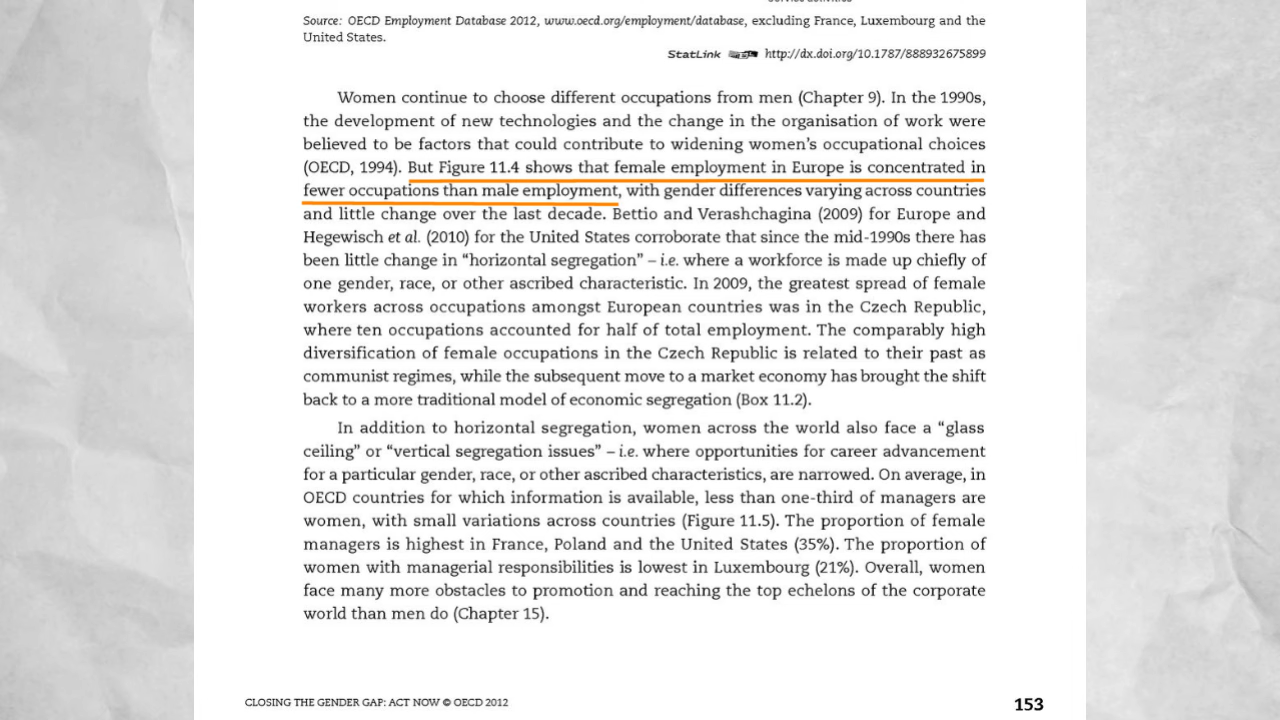 Source: OECD Employment Database 2012, www.oecd.org/employment/database, excluding France, Luxembourg and the
United States.
StatLink http://dx.doi.org/10.1787/888932675899
Women continue to choose different occupations from men (Chapter 9). In the 1990s,
the development of new technologies and the change in the organisation of work were
believed to be factors that could contribute to widening women's occupational choices
(OECD, 1994). But Figure 11.4 shows that female employment in Europe is concentrated in
fewer occupations than male employment, with gender differences varying across countries
and little change over the last decade. Bettio and Verashchagina (2009) for Europe and
Hegewisch et al. (2010) for the United States corroborate that since the mid-1990s there has
been little change in “horizontal segregation” – i.e. where a workforce is made up chiefly of
one gender, race, or other ascribed characteristic. In 2009, the greatest spread of female
workers across occupations amongst European countries was in the Czech Republic,
where ten occupations accounted for half of total employment. The comparably high
diversification of female occupations in the Czech Republic is related to their past as
communist regimes, while the subsequent move to a market economy has brought the shift
back to a more traditional model of economic segregation (Box 11.2).
In addition to horizontal segregation, women across the world also face a “glass
ceiling” or “vertical segregation issues” – i.e. where opportunities for career advancement
for a particular gender, race, or other ascribed characteristics, are narrowed. On average, in
OECD countries for which information is available, less than one-third of managers are
women, with small variations across countries (Figure 11.5). The proportion of female
managers is highest in France, Poland and the United States (35%). The proportion of
women with managerial responsibilities is lowest in Luxembourg (21%). Overall, women
face many more obstacles to promotion and reaching the top echelons of the corporate
world than men do (Chapter 15).
CLOSING THE GENDER GAP: ACT NOW © OECD 2012
153